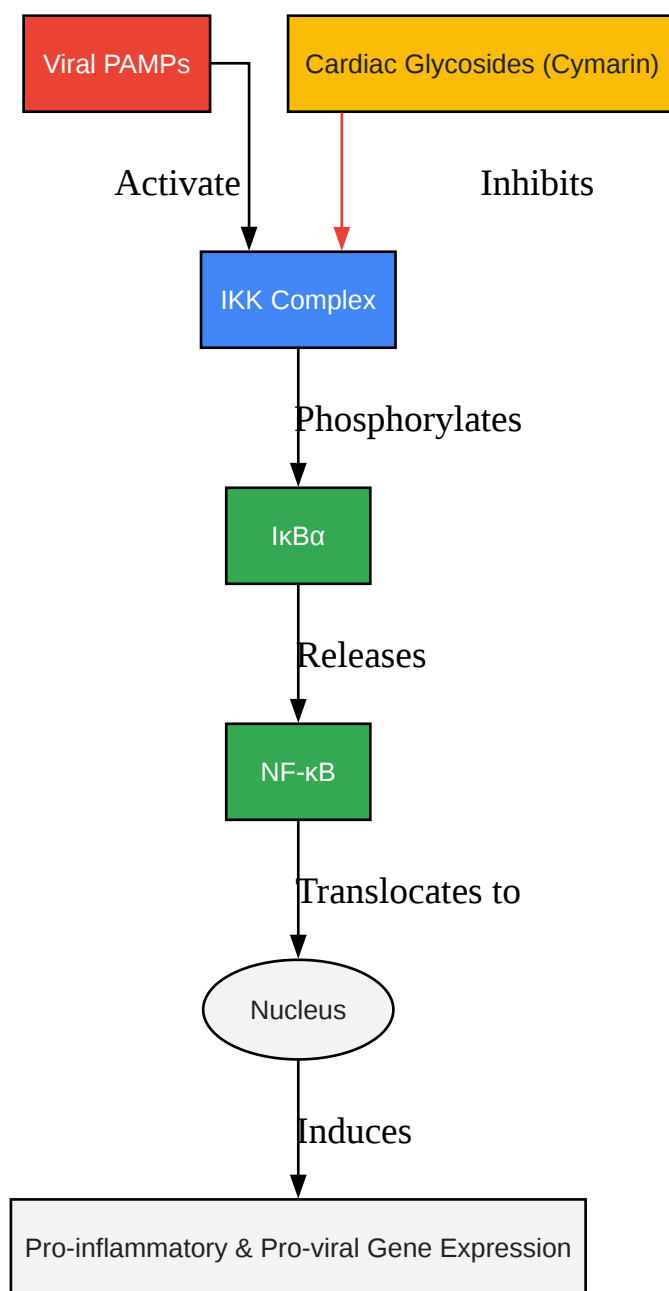 Viral PAMPs
Cardiac Glycosides (Cymarin)
Activate
Inhibits
IKK Complex
Phosphorylates
IκBα
Releases
NF-κB
Translocates to
Nucleus
Induces
Pro-inflammatory & Pro-viral Gene Expression